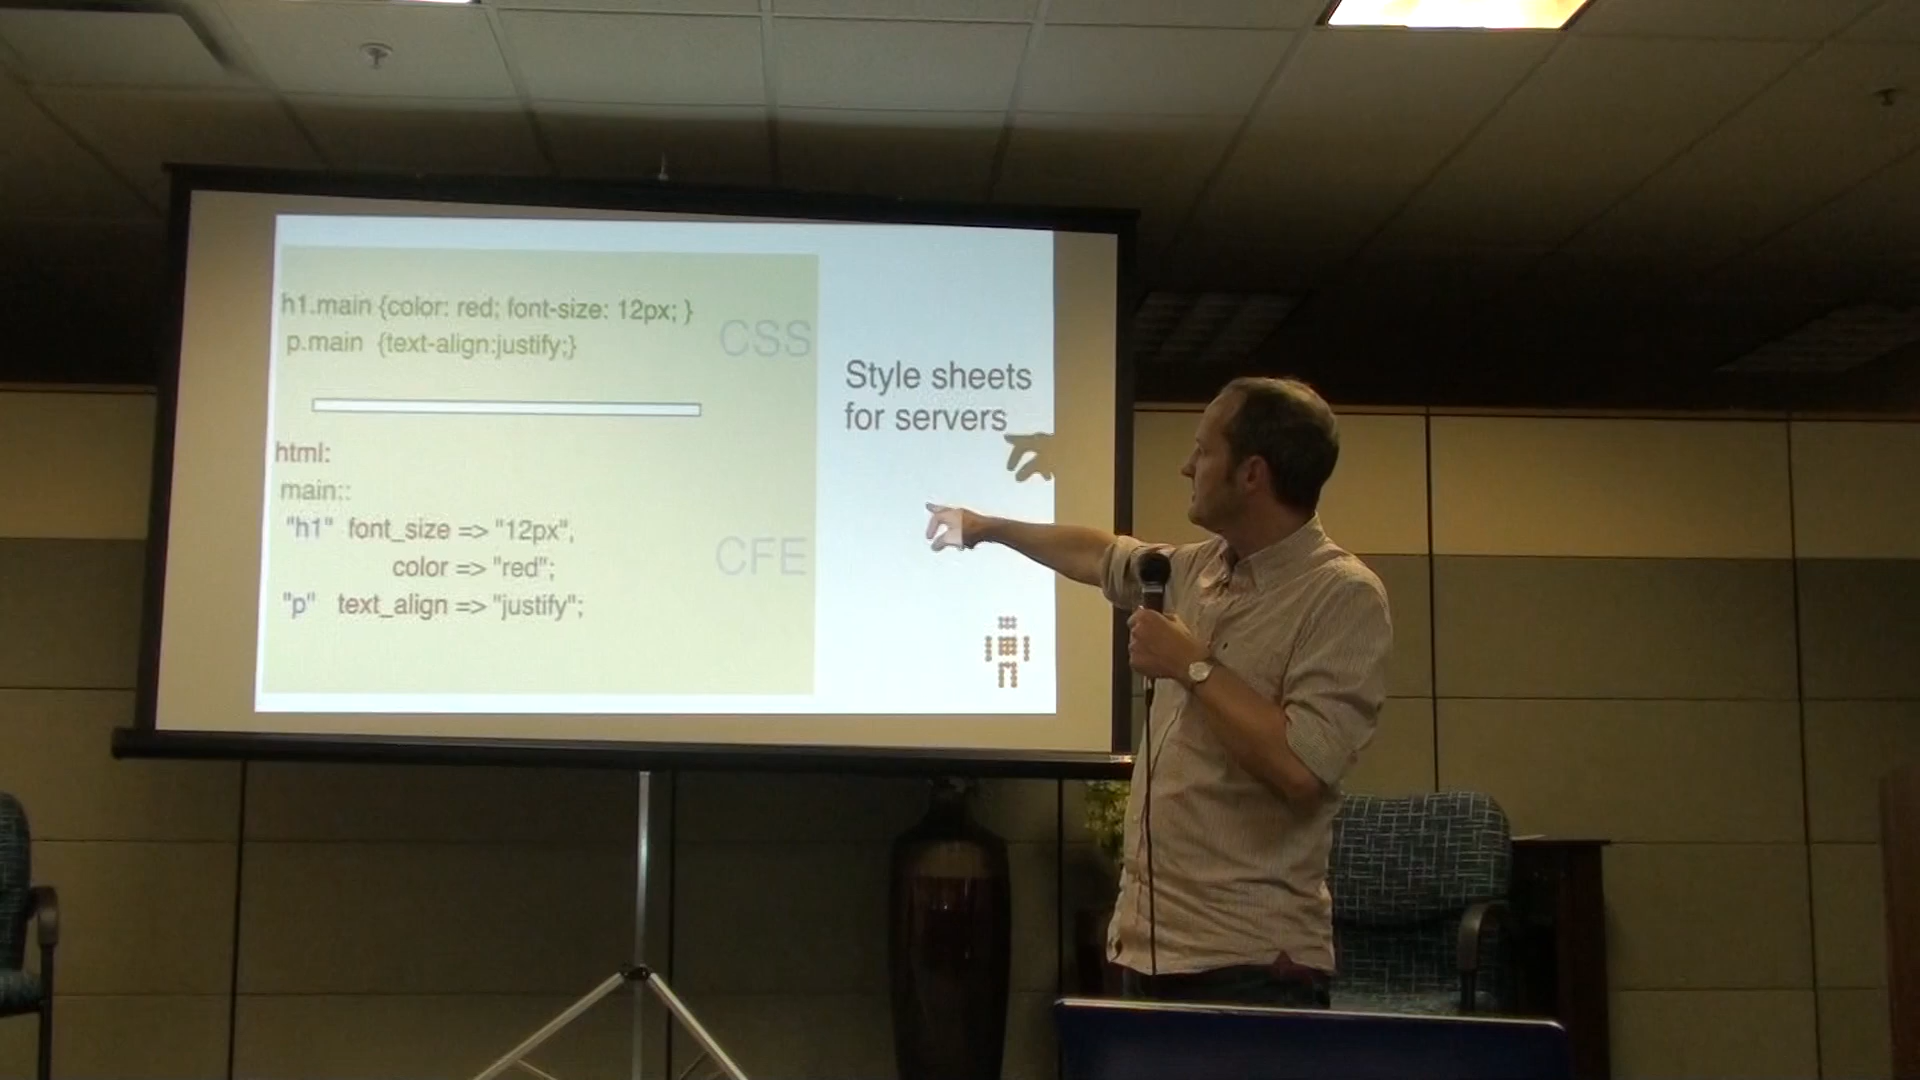 h1.main {color: red; font-size: 12px; }
p.main {text-align:justify;}
CSS
html:
main::
"h1" font_size => "12px",
color => "red";
"p" text_align => "justify";
CFE
Style sheets
for servers